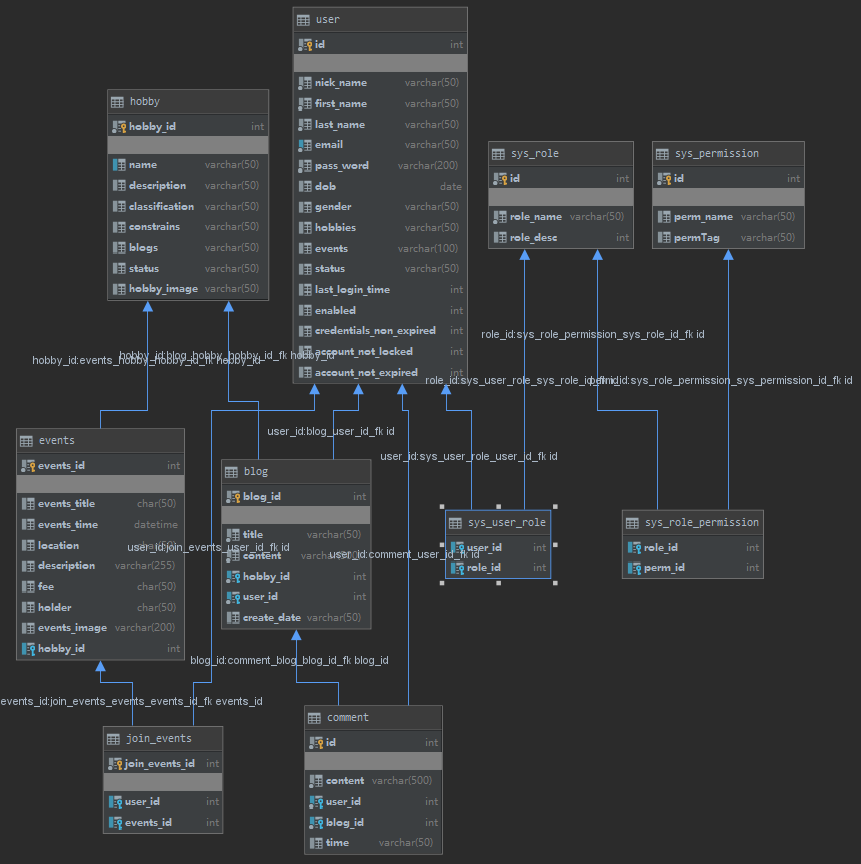 user
id int
nick_name varchar(50)
first_name varchar(50)
last_name varchar(50)
email varchar(50)
pass_word varchar(200)
dob date
gender varchar(50)
hobbies varchar(50)
events varchar(100)
status varchar(50)
last_login_time int
enabled int
credentials_non_expired int
account_not_locked int
account_not_expired int
hobby
hobby_id int
name varchar(50)
description varchar(50)
classification varchar(50)
constrains varchar(50)
blogs varchar(50)
status varchar(50)
hobby_image varchar(50)
sys_role
id int
role_name varchar(50)
role_desc int
sys_permission
id int
perm_name varchar(50)
permTag varchar(50)
role_id:sys_role_permission_sys_role_id_fk id
hobby_id:blog_hobby_hobby_id_fk hobby_id
hobby_id:events_hobby_hobby_id_fk hobby_id
role_id:sys_user_role_sys_role_id_fk id
perm_id:sys_role_permission_sys_permission_id_fk id
user_id:blog_user_id_fk id
user_id:sys_user_role_user_id_fk id
events
events_id int
events_title char(50)
events_time datetime
location char(50)
description varchar(255)
fee char(50)
holder char(50)
events_image varchar(200)
hobby_id int
user_id:join_events_user_id_fk id
blog
blog_id int
title varchar(50)
content
hobby_id int
user_id int
create_date varchar(50)
user_id:comment_user_id_fk id
sys_user_role
user_id int
role_id int
sys_role_permission
role_id int
perm_id int
blog_id:comment_blog_blog_id_fk blog_id
events_id:join_events_events_events_id_fk events_id
join_events
join_events_id int
user_id int
events_id int
comment
id int
content varchar(500)
user_id int
blog_id int
time varchar(50)